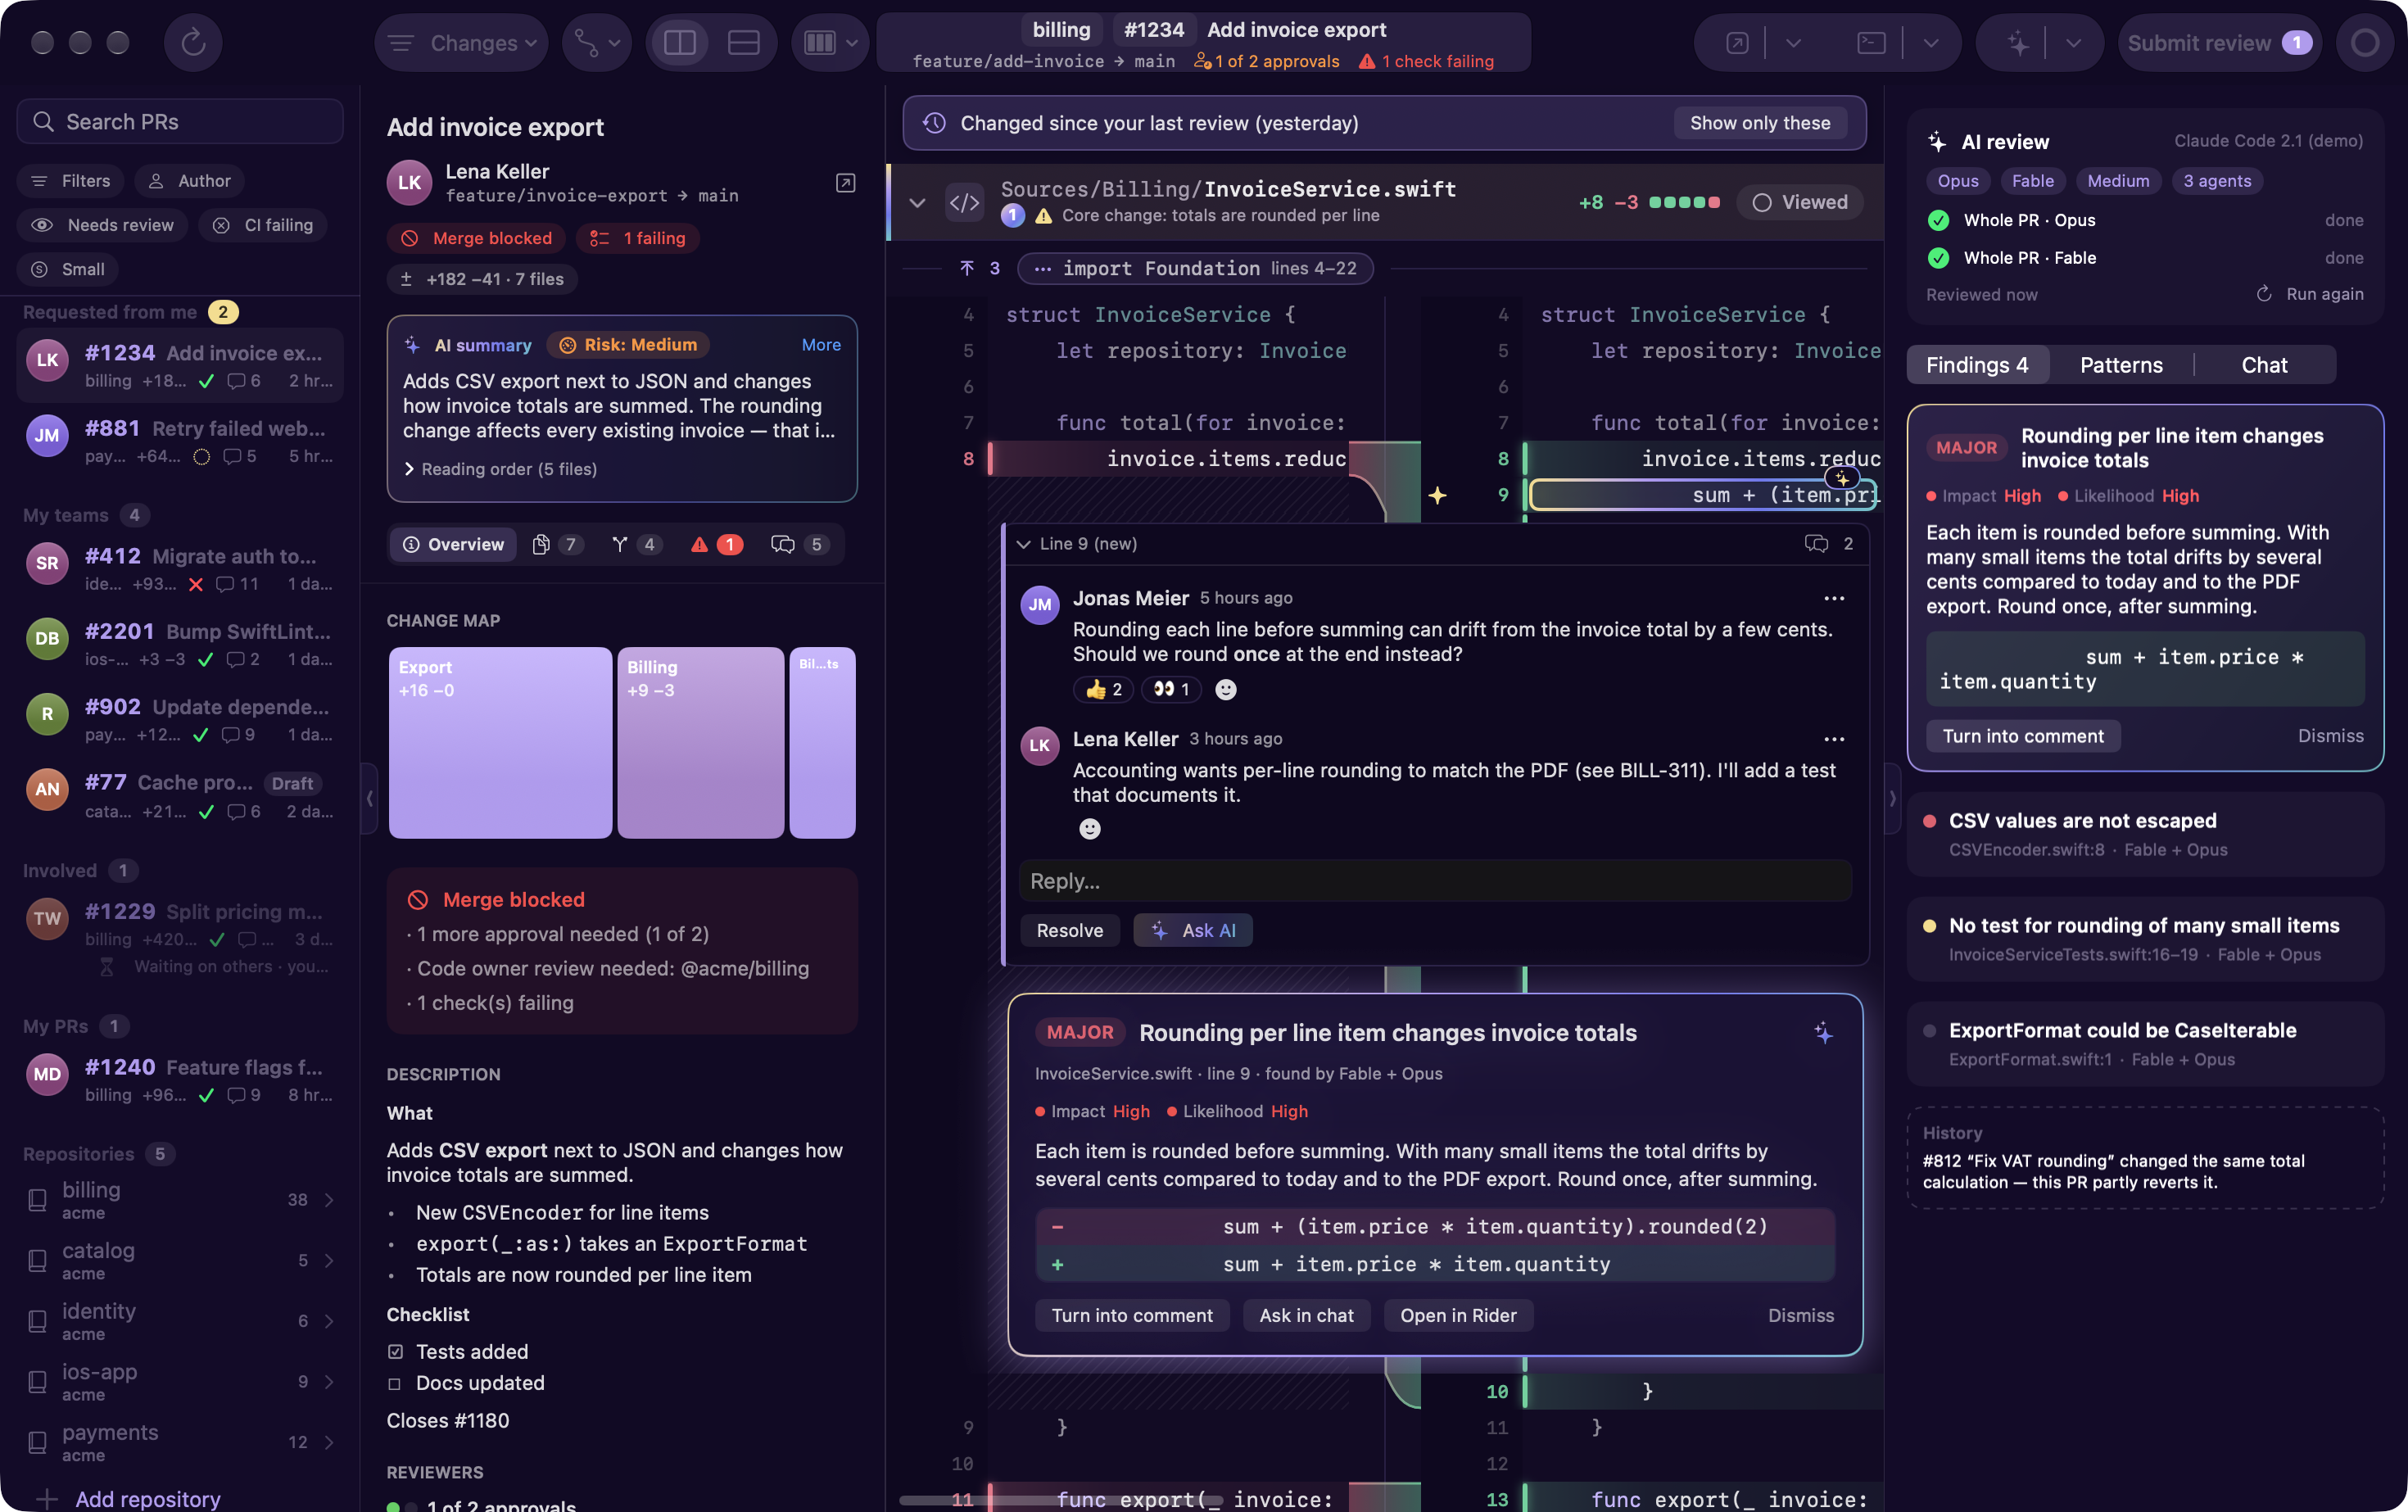 Changes
billing #1234 Add invoice export
feature/add-invoice → main 1 of 2 approvals 1 check failing
Submit review 1
Search PRs
Filters Author
Needs review CI failing
Small
Requested from me 2
LK #1234 Add invoice ex...
billing +18... 6 2 hr...
JM #881 Retry failed web...
pay... +64... 5 5 hr...
My teams 4
SR #412 Migrate auth to...
ide... +93... 11 1 da...
DB #2201 Bump SwiftLint...
ios-... +3 −3 2 1 da...
R #902 Update depende...
pay... +12... 9 1 da...
AN #77 Cache pro... Draft
cata... +21... 6 2 da...
Involved 1
TW #1229 Split pricing m...
billing +420... ... 3 d...
Waiting on others · you...
My PRs 1
MD #1240 Feature flags f...
billing +96... 9 8 hr...
Repositories 5
billing 38
acme
catalog 5
acme
identity 6
acme
ios-app 9
acme
payments 12
acme
Add repository
Add invoice export
LK Lena Keller
feature/invoice-export → main
Merge blocked 1 failing
+182 −41 · 7 files
AI summary Risk: Medium More
Adds CSV export next to JSON and changes
how invoice totals are summed. The rounding
change affects every existing invoice — that i...
Reading order (5 files)
Overview 7 4 1 5
CHANGE MAP
Export
+16 −0
Billing
+9 −3
Bil...ts
Merge blocked
· 1 more approval needed (1 of 2)
· Code owner review needed: @acme/billing
· 1 check(s) failing
DESCRIPTION
What
Adds CSV export next to JSON and changes how
invoice totals are summed.
• New CSVEncoder for line items
• export(_:as:) takes an ExportFormat
• Totals are now rounded per line item
Checklist
Tests added
Docs updated
Closes #1180
REVIEWERS
1 of 2 approvals
Changed since your last review (yesterday) Show only these
Sources/Billing/InvoiceService.swift
1 Core change: totals are rounded per line
+8 −3 Viewed
3 ··· import Foundation lines 4–22
4 struct InvoiceService { 4 struct InvoiceService {
5 let repository: Invoice 5 let repository: Invoice
6 6
7 func total(for invoice: 7 func total(for invoice:
8 invoice.items.reduc 8 invoice.items.reduc
9 sum + (item.pri
Line 9 (new) 2
JM Jonas Meier 5 hours ago
Rounding each line before summing can drift from the invoice total by a few cents.
Should we round once at the end instead?
👍 2 👀 1
LK Lena Keller 3 hours ago
Accounting wants per-line rounding to match the PDF (see BILL-311). I'll add a test
that documents it.
Reply...
Resolve Ask AI
MAJOR Rounding per line item changes invoice totals
InvoiceService.swift · line 9 · found by Fable + Opus
Impact High Likelihood High
Each item is rounded before summing. With many small items the total drifts by
several cents compared to today and to the PDF export. Round once, after summing.
− sum + (item.price * item.quantity).rounded(2)
+ sum + item.price * item.quantity
Turn into comment Ask in chat Open in Rider Dismiss
10 }
9 } 11 }
10 12
11 func export(_ invoice: 13 func export(_ invoice:
AI review Claude Code 2.1 (demo)
Opus Fable Medium 3 agents
Whole PR · Opus done
Whole PR · Fable done
Reviewed now Run again
Findings 4 Patterns Chat
MAJOR Rounding per line item changes
invoice totals
Impact High Likelihood High
Each item is rounded before summing. With
many small items the total drifts by several
cents compared to today and to the PDF
export. Round once, after summing.
sum + item.price *
item.quantity
Turn into comment Dismiss
CSV values are not escaped
CSVEncoder.swift:8 · Fable + Opus
No test for rounding of many small items
InvoiceServiceTests.swift:16–19 · Fable + Opus
ExportFormat could be CaseIterable
ExportFormat.swift:1 · Fable + Opus
History
#812 “Fix VAT rounding” changed the same total
calculation — this PR partly reverts it.